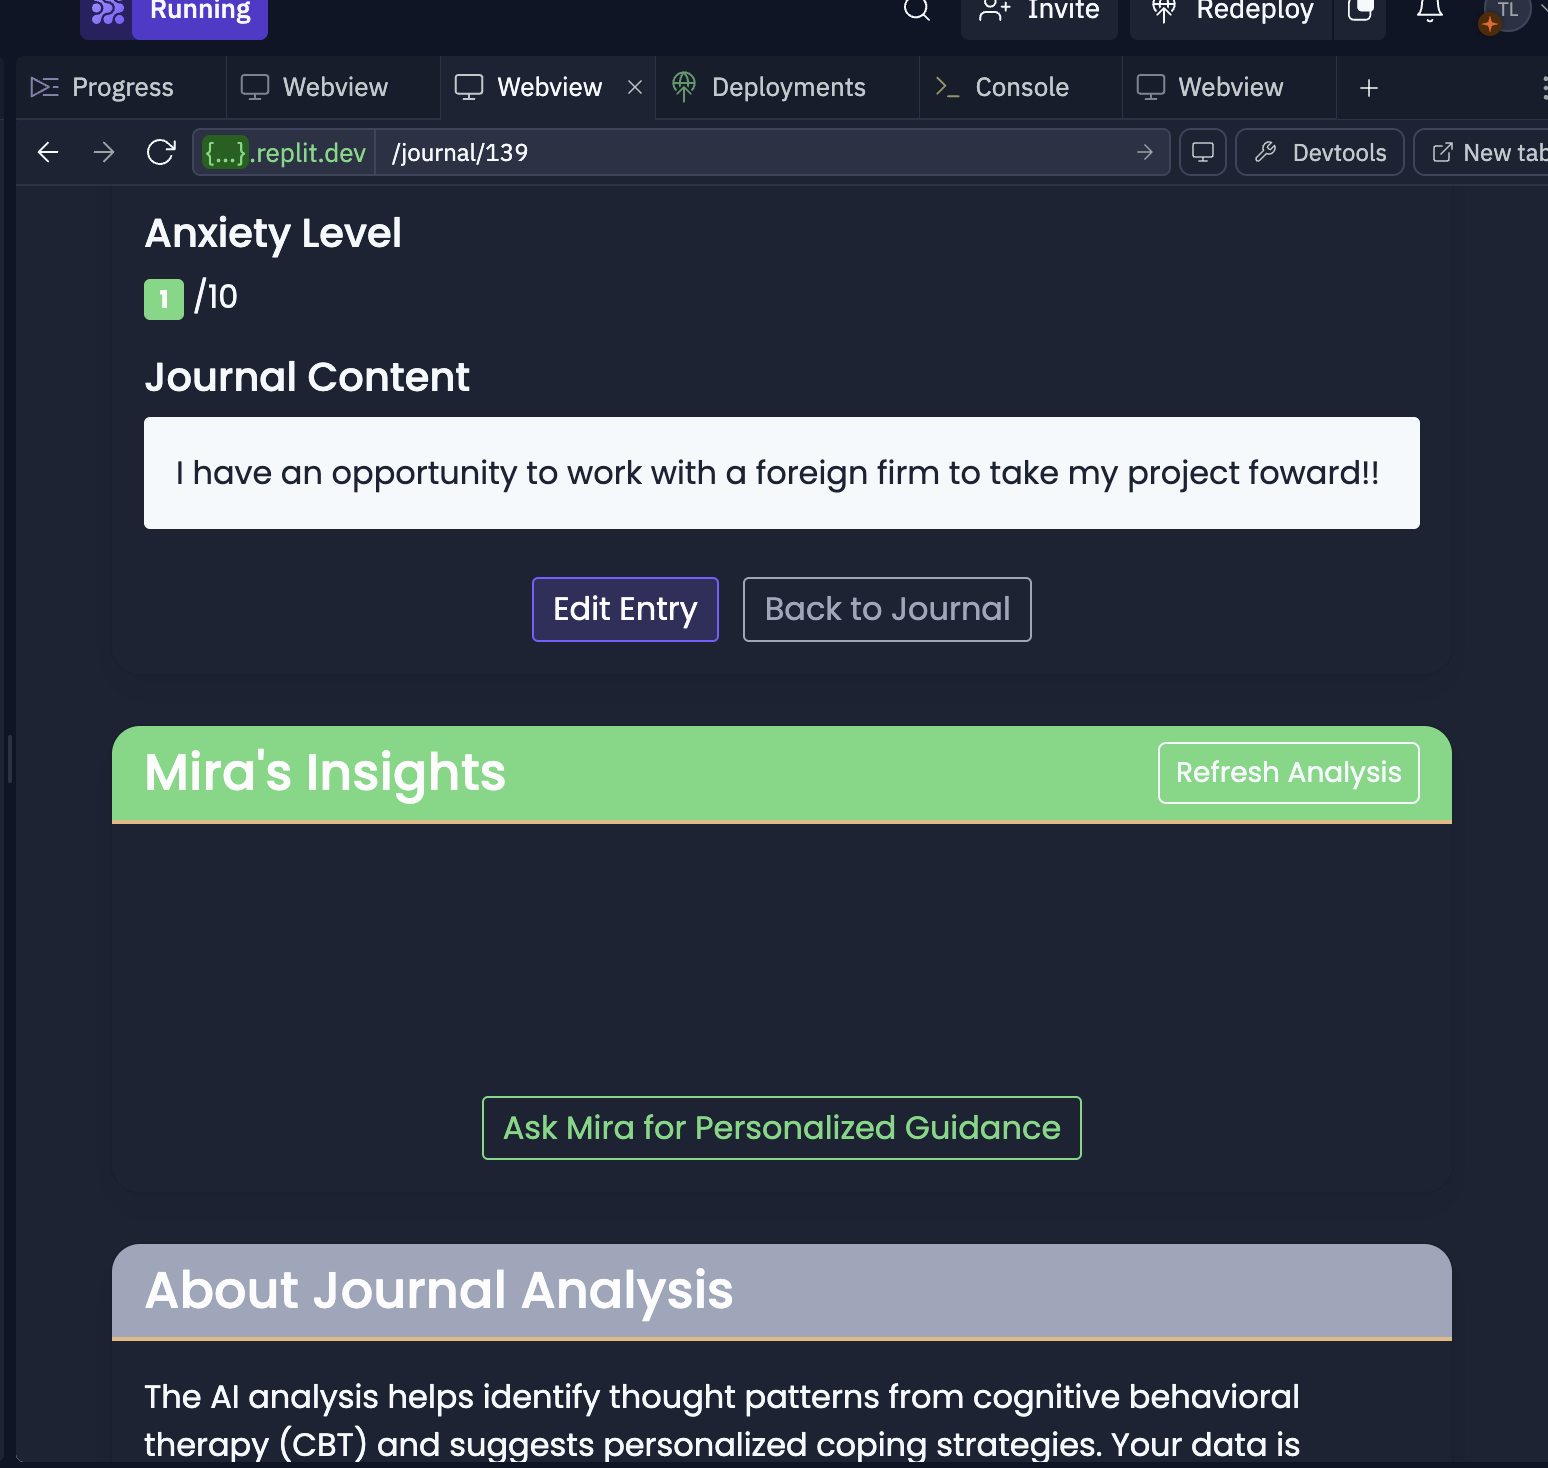 Running
Invite
Redeploy
TL
Progress
Webview
Webview
Deployments
Console
Webview
{...}.replit.dev
/journal/139
Devtools
New tab
Anxiety Level
1 /10
Journal Content
I have an opportunity to work with a foreign firm to take my project foward!!
Edit Entry
Back to Journal
Mira's Insights
Refresh Analysis
Ask Mira for Personalized Guidance
About Journal Analysis
The AI analysis helps identify thought patterns from cognitive behavioral
therapy (CBT) and suggests personalized coping strategies. Your data is